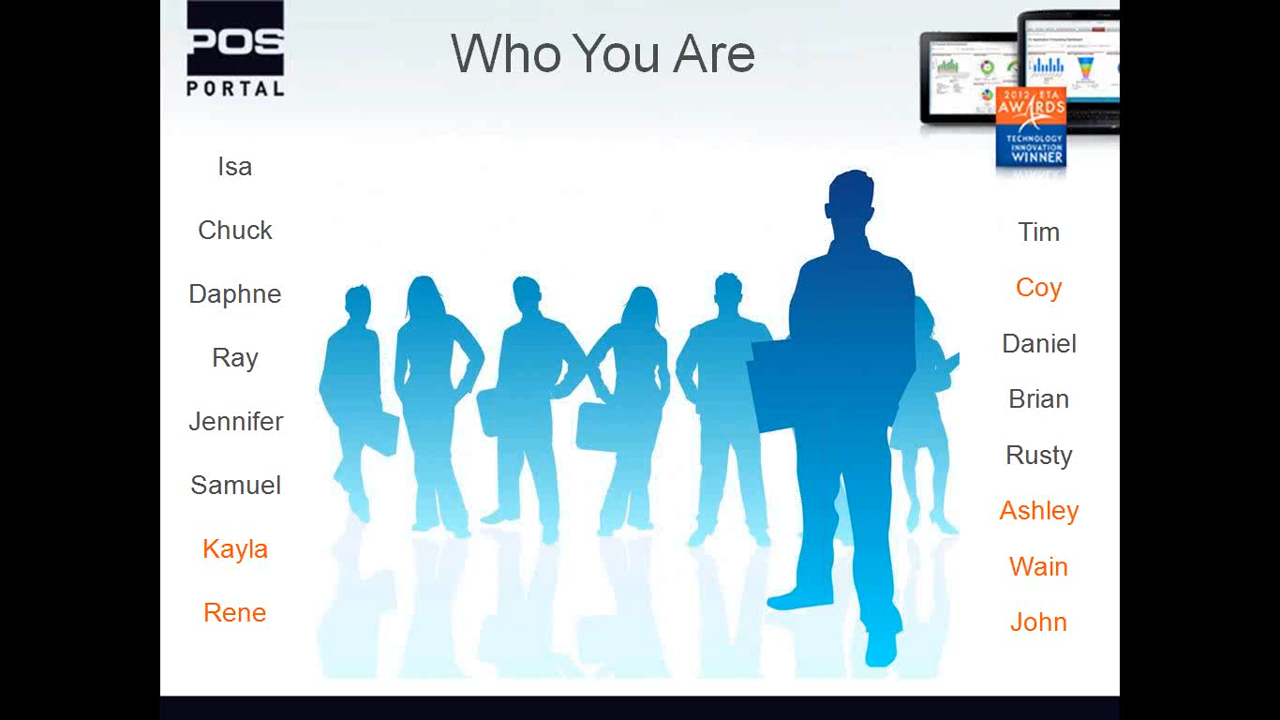 POS
PORTAL
Who You Are
2012 ETA
AWARDS
TECHNOLOGY
INNOVATION
WINNER
Isa
Chuck
Daphne
Ray
Jennifer
Samuel
Kayla
Rene
Tim
Coy
Daniel
Brian
Rusty
Ashley
Wain
John